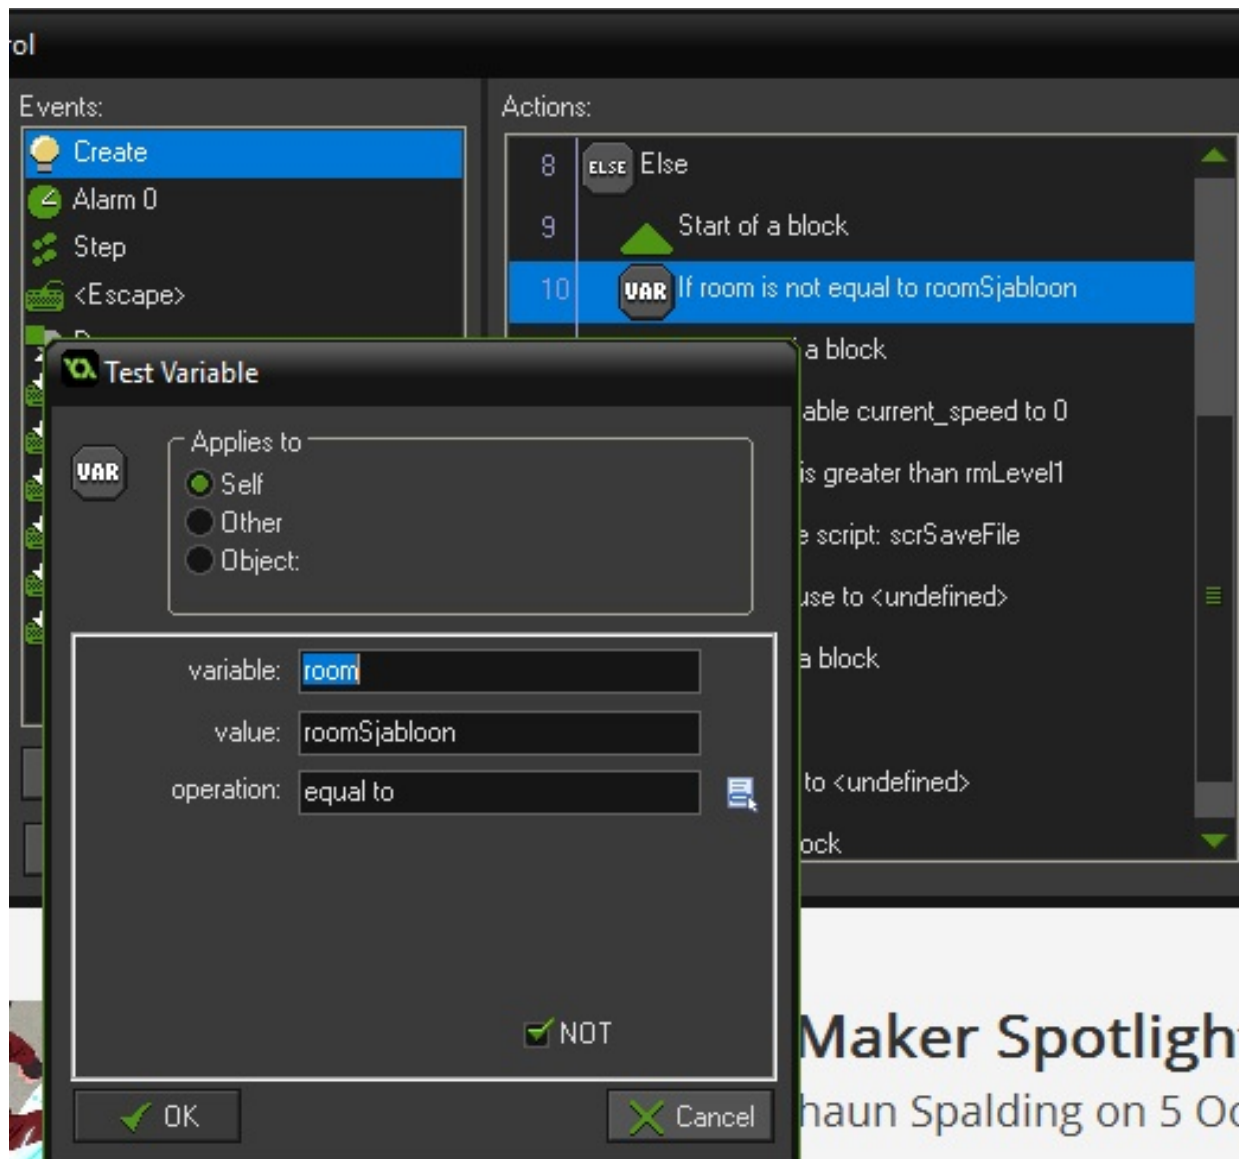 rol
Events:
Actions:
Create
Alarm 0
Step
<Escape>
8 ELSE Else
9 Start of a block
10 VAR If room is not equal to roomSjabloon
a block
able current_speed to 0
is greater than rmLevel1
e script: scrSaveFile
use to <undefined>
a block
to <undefined>
ock
Test Variable
VAR
Applies to
Self
Other
Object:
variable: room
value: roomSjabloon
operation: equal to
NOT
OK
Cancel
Maker Spotligh
haun Spalding on 5 Oc